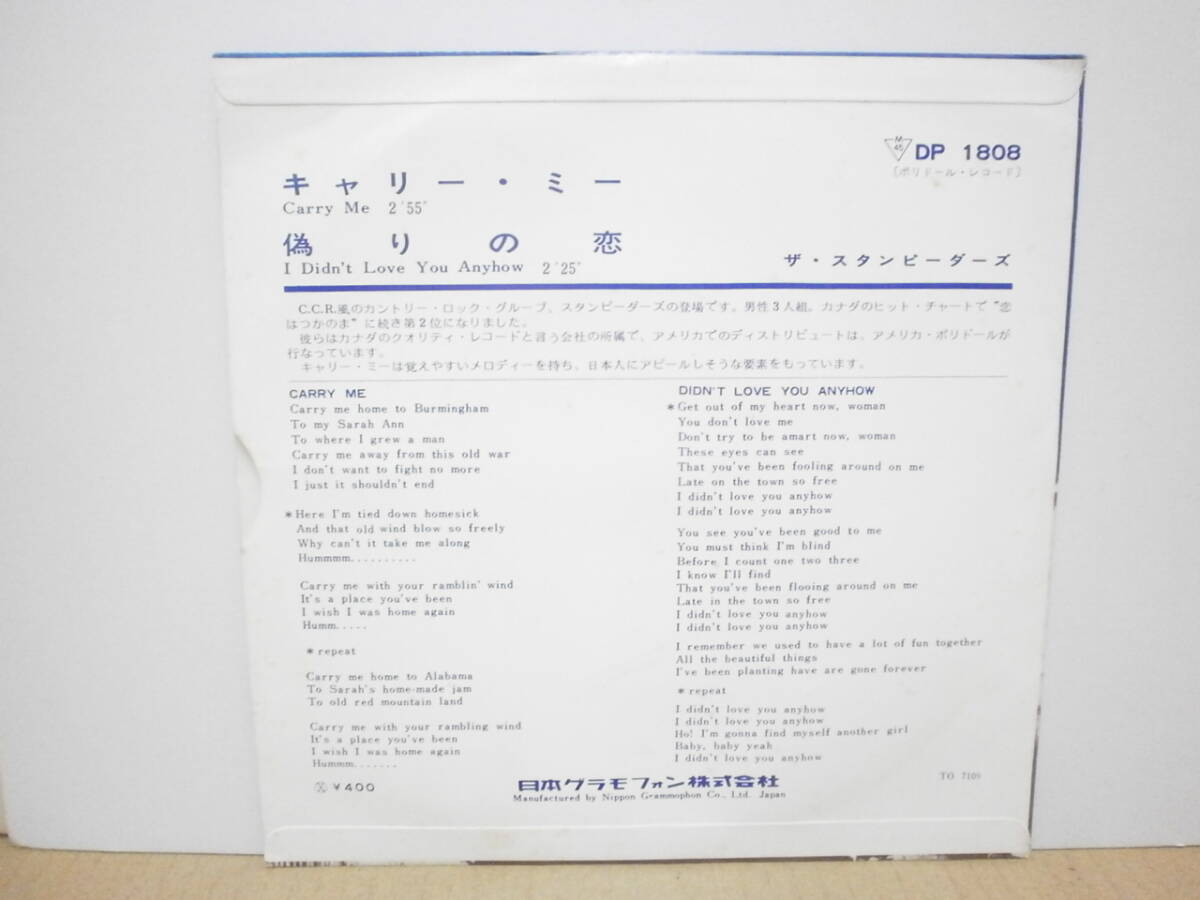 M
45
DP 1808
〔ポリドール・レコード〕
キャリー・ミー
Carry Me 2'55"
偽りの恋
I Didn't Love You Anyhow 2'25"
ザ・スタンピーダーズ
C.C.R.風のカントリー・ロック・グループ、スタンピーダーズの登場です。男性3人組。カナダのヒット・チャートで“恋
はつかのま”に続き第2位になりました。
彼らはカナダのクオリティ・レコードと言う会社の所属で、アメリカでのディストリビュートは、アメリカ・ポリドールが
行なっています。
キャリー・ミーは覚えやすいメロディーを持ち、日本人にアピールしそうな要素をもっています。
CARRY ME
Carry me home to Burmingham
To my Sarah Ann
To where I grew a man
Carry me away from this old war
I don't want to fight no more
I just it shouldn't end
*Here I'm tied down homesick
And that old wind blow so freely
Why can't it take me along
Hummmm..........
Carry me with your ramblin' wind
It's a place you've been
I wish I was home again
Humm.....
*repeat
Carry me home to Alabama
To Sarah's home-made jam
To old red mountain land
Carry me with your rambling wind
It's a place you've been
I wish I was home again
Hummm.......
DIDN'T LOVE YOU ANYHOW
*Get out of my heart now, woman
You don't love me
Don't try to be amart now, woman
These eyes can see
That you've been fooling around on me
Late on the town so free
I didn't love you anyhow
I didn't love you anyhow
You see you've been good to me
You must think I'm blind
Before I count one two three
I know I'll find
That you've been flooing around on me
Late in the town so free
I didn't love you anyhow
I didn't love you anyhow
I remember we used to have a lot of fun together
All the beautiful things
I've been planting have are gone forever
*repeat
I didn't love you anyhow
I didn't love you anyhow
Ho! I'm gonna find myself another girl
Baby, baby yeah
I didn't love you anyhow
Ⓧ ￥400
日本グラモフォン株式会社
Manufactured by Nippon Grammophon Co., Ltd. Japan
TO 7109